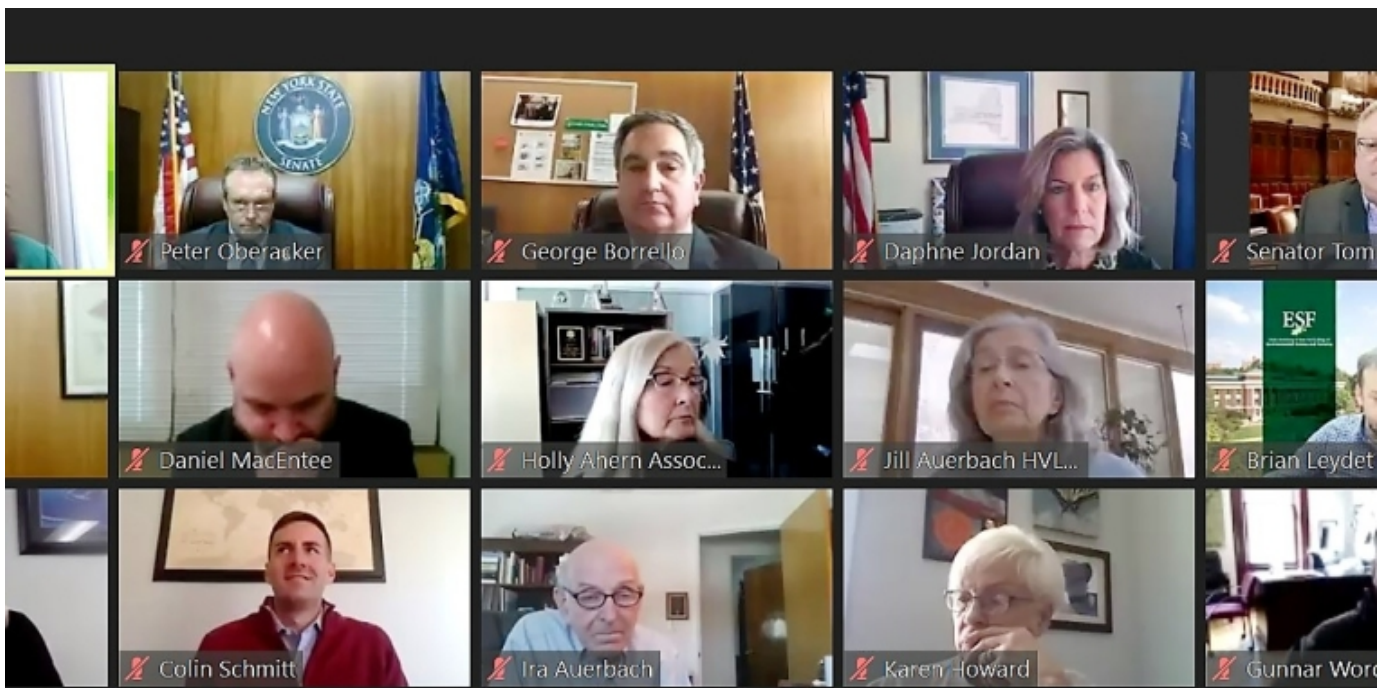 NEW YORK STATE
SENATE
Peter Oberacker
George Borrello
Daphne Jordan
Senator Tom
ESF
Daniel MacEntee
Holly Ahern Assoc...
Jill Auerbach HVL...
Brian Leydet
Colin Schmitt
Ira Auerbach
Karen Howard
Gunnar Word